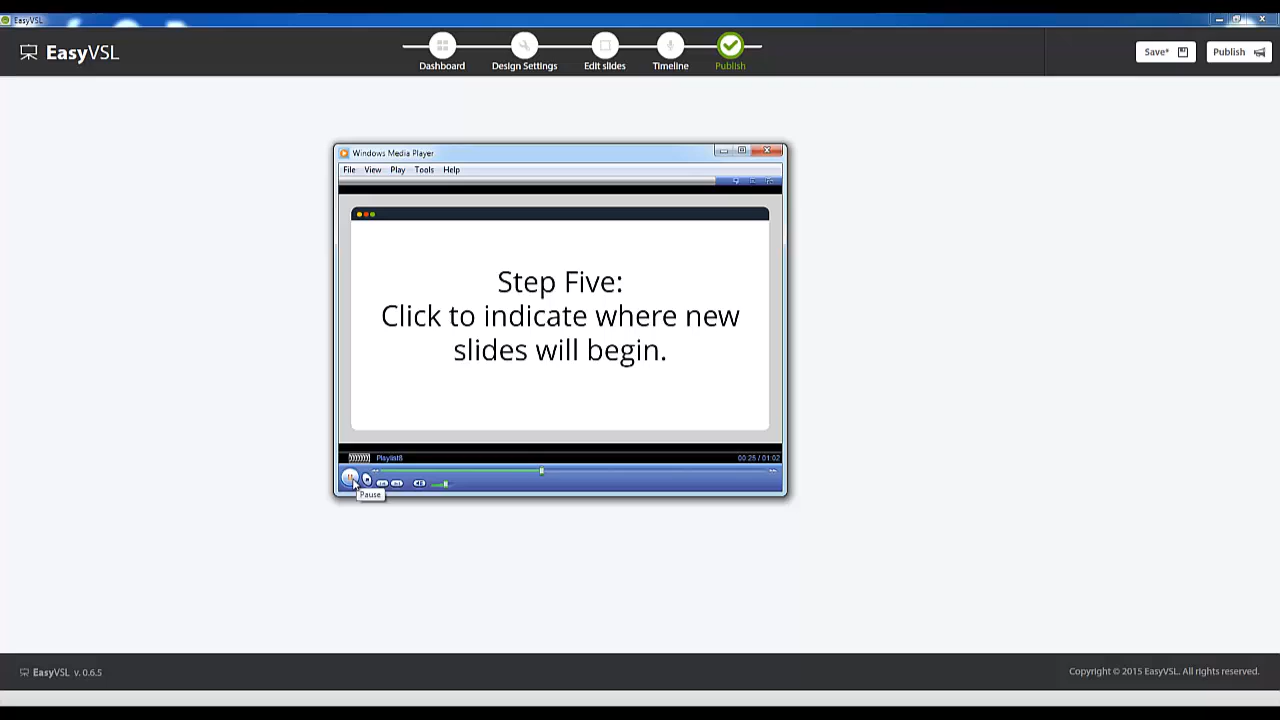 EasyVSL
EasyVSL
Dashboard
Design Settings
Edit slides
Timeline
Publish
Save*
Publish
Windows Media Player
File View Play Tools Help
Step Five:
Click to indicate where new
slides will begin.
Playlist8
00:25 / 01:02
Pause
EasyVSL v. 0.6.5
Copyright © 2015 EasyVSL. All rights reserved.